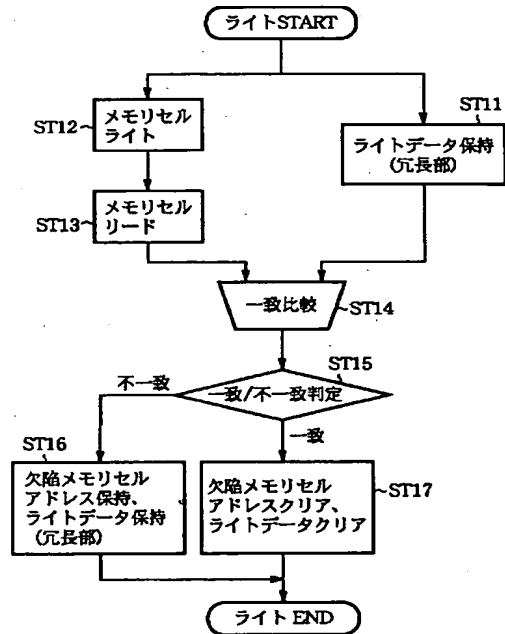 ライトSTART
ST11
ST12
メモリセル
ライト
ライトデータ保持
(冗長部)
ST13
メモリセル
リード
一致比較
ST14
ST15
不一致
一致/不一致判定
一致
ST16
欠陥メモリセル
アドレス保持、
ライトデータ保持
(冗長部)
欠陥メモリセル
アドレスクリア、
ライトデータクリア
ST17
ライト END